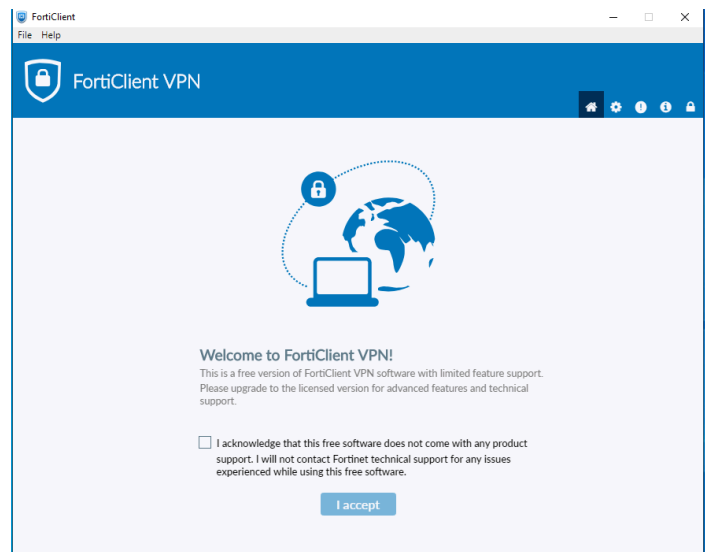 FortiClient
File Help
FortiClient VPN
Welcome to FortiClient VPN!
This is a free version of FortiClient VPN software with limited feature support.
Please upgrade to the licensed version for advanced features and technical
support.
I acknowledge that this free software does not come with any product
support. I will not contact Fortinet technical support for any issues
experienced while using this free software.
I accept